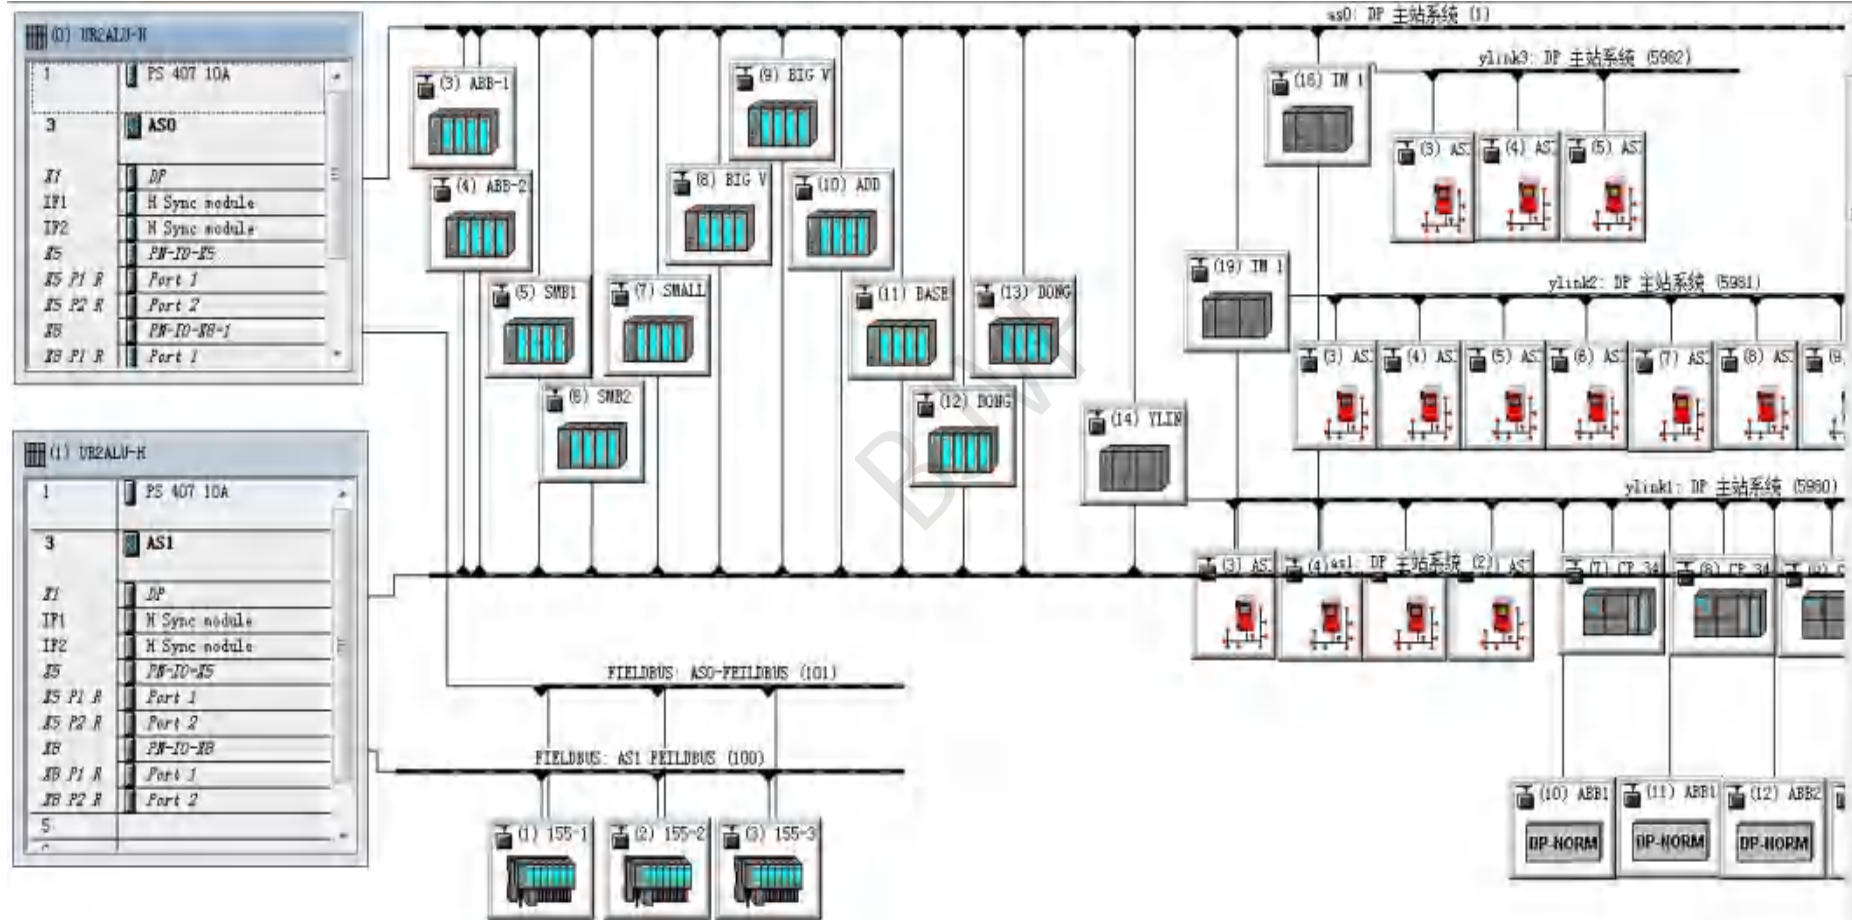 (0) UR2ALU-H
1 PS 407 10A
3 AS0
X1 DP
IF1 H Sync module
IF2 H Sync module
X5 PN-IO-X5
X5 P1 R Port 1
X5 P2 R Port 2
X8 PN-IO-X8-1
X8 P1 R Port 1
(1) UR2ALU-H
1 PS 407 10A
3 AS1
X1 DP
IF1 H Sync module
IF2 H Sync module
X5 PN-IO-X5
X5 P1 R Port 1
X5 P2 R Port 2
X8 PN-IO-X8
X8 P1 R Port 1
X8 P2 R Port 2
5
as0: DP 主站系统 (1)
(3) ABB-1
(9) BIG V
(16) IM 1
ylink3: DP 主站系统 (5982)
(3) AS
(4) AS
(5) AS
(4) ABB-2
(8) BIG V
(10) ADD
(19) IM 1
(5) SMB1
(7) SMALL
(11) BASE
(13) DONG
ylink2: DP 主站系统 (5981)
(3) AS
(4) AS
(5) AS
(6) AS
(7) AS
(8) AS
(9)
(6) SMB2
(12) DONG
(14) YLIN
ylink1: DP 主站系统 (5980)
as1: DP 主站系统 (2)
(3) AS
(4)
AS
(7) CP 34
(8) CP 34
FIELDBUS: AS0-FEILDBUS (101)
FIELDBUS: AS1 FEILDBUS (100)
(1) 155-1
(2) 155-2
(3) 155-3
(10) ABB1
(11) ABB1
(12) ABB2
DP-NORM
DP-NORM
DP-NORM